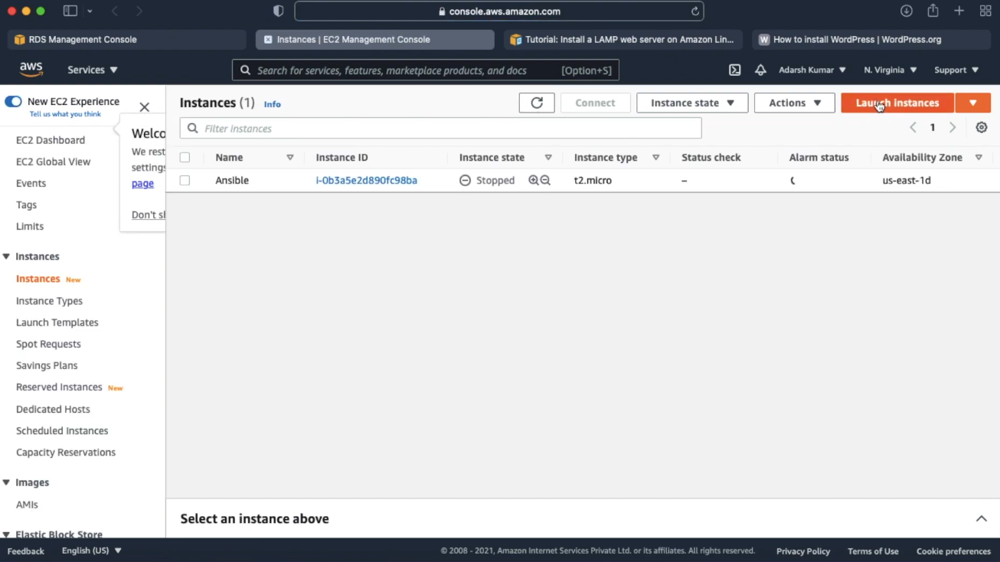 console.aws.amazon.com
RDS Management Console
Instances | EC2 Management Console
Tutorial: Install a LAMP web server on Amazon Lin...
W How to install WordPress | WordPress.org
aws
Services
Search for services, features, marketplace products, and docs [Option+S]
Adarsh Kumar
N. Virginia
Support
New EC2 Experience
Tell us what you think
EC2 Dashboard
EC2 Global View
Events
Tags
Limits
Instances
Instances New
Instance Types
Launch Templates
Spot Requests
Savings Plans
Reserved Instances New
Dedicated Hosts
Scheduled Instances
Capacity Reservations
Images
AMIs
Elastic Block Store
Welco
We rest
settings
page
Don't sh
Instances (1) Info
Connect
Instance state
Actions
Launch instances
Filter instances
1
Name Instance ID Instance state Instance type Status check Alarm status Availability Zone
Ansible i-0b3a5e2d890fc98ba Stopped t2.micro – us-east-1d
Select an instance above
Feedback
English (US)
© 2008 - 2021, Amazon Internet Services Private Ltd. or its affiliates. All rights reserved.
Privacy Policy
Terms of Use
Cookie preferences